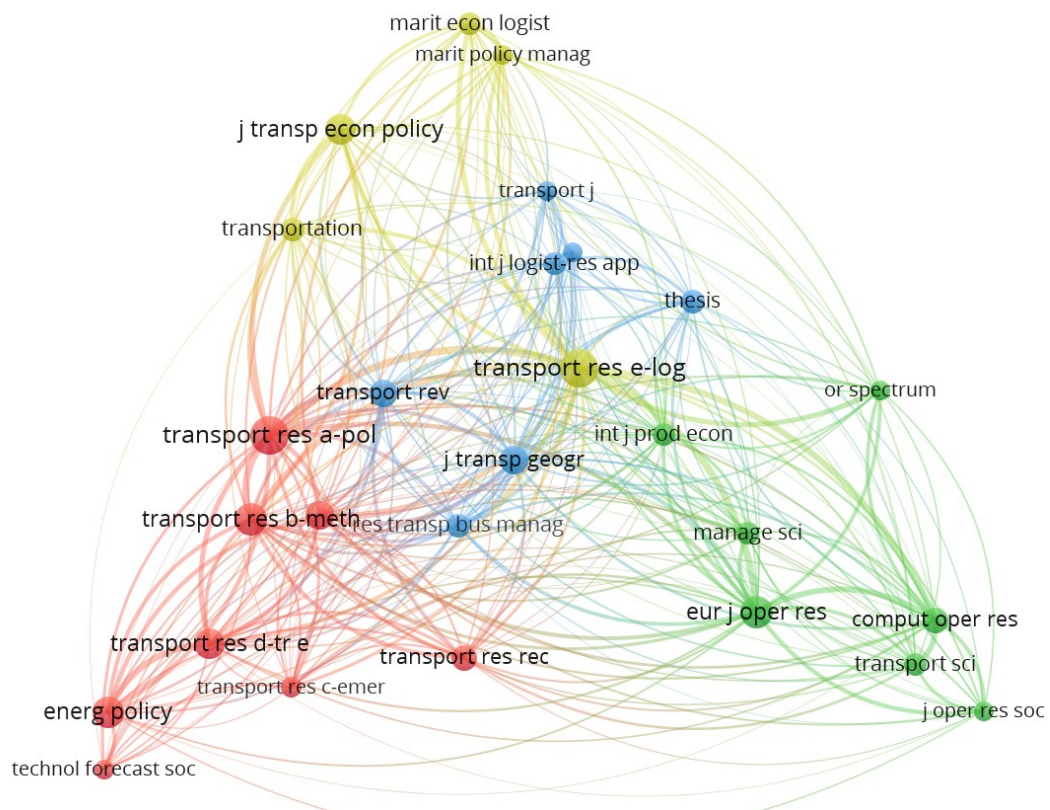 marit econ logist
marit policy manag
j transp econ policy
transport j
transportation
int j logist-res app
thesis
transport res e-log
transport rev
or spectrum
transport res a-pol
int j prod econ
j transp geogr
transport res b-meth
res transp bus manag
manage sci
eur j oper res
comput oper res
transport res d-tr e
transport res rec
transport sci
transport res c-emer
energ policy
j oper res soc
technol forecast soc